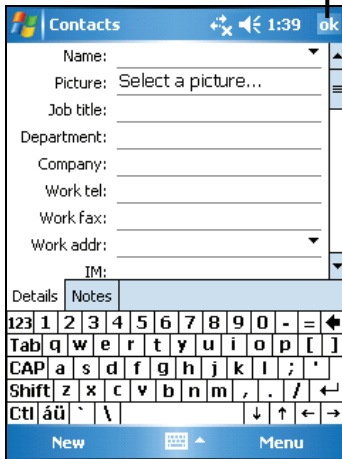 Contacts 1:39 ok
Name:
Picture: Select a picture...
Job title:
Department:
Company:
Work tel:
Work fax:
Work addr:
IM:
Details Notes
123 1 2 3 4 5 6 7 8 9 0 - =
Tab q w e r t y u i o p [ ]
CAP a s d f g h j k l ; '
Shift z x c v b n m , . /
Ctl áü ` \
New Menu